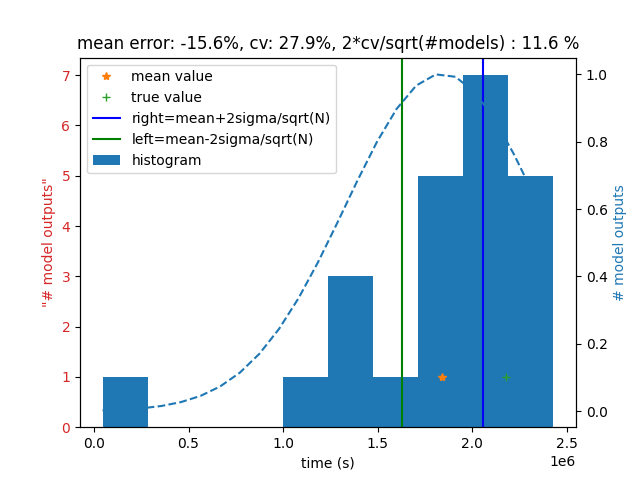 mean error: -15.6%, cv: 27.9%, 2*cv/sqrt(#models) : 11.6 %
mean value
true value
right=mean+2sigma/sqrt(N)
left=mean-2sigma/sqrt(N)
histogram
7
6
5
4
3
2
1
0
"# model outputs"
1.0
0.8
0.6
0.4
0.2
0.0
# model outputs
0.0 0.5 1.0 1.5 2.0 2.5
1e6
time (s)